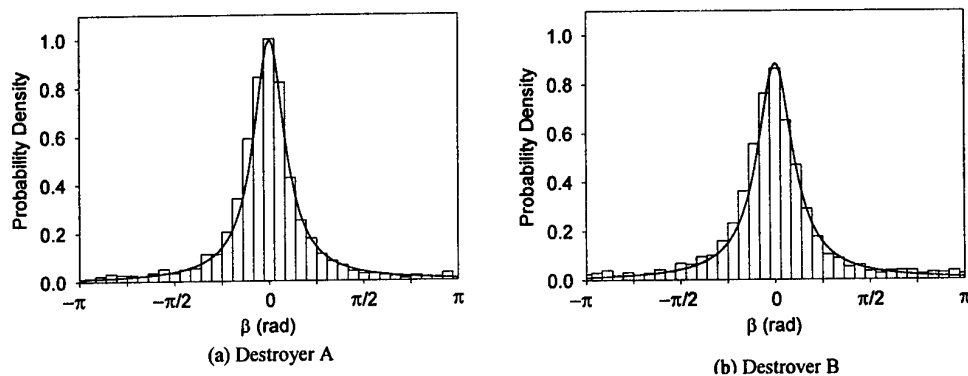 1.0
0.8
0.6
0.4
0.2
0.0
Probability Density
−π
−π/2
0
π/2
π
β (rad)
(a) Destroyer A
1.0
0.8
0.6
0.4
0.2
0.0
Probability Density
−π
−π/2
0
π/2
π
β (rad)
(b) Destroyer B